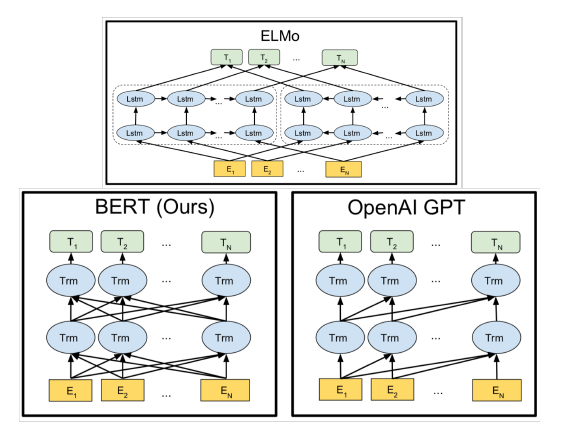 ELMo
T1 T2 ... TN
Lstm Lstm ... Lstm Lstm Lstm ... Lstm
Lstm Lstm ... Lstm Lstm Lstm ... Lstm
E1 E2 ... EN
BERT (Ours)
T1 T2 ... TN
Trm Trm ... Trm
Trm Trm ... Trm
E1 E2 ... EN
OpenAI GPT
T1 T2 ... TN
Trm Trm ... Trm
Trm Trm ... Trm
E1 E2 ... EN